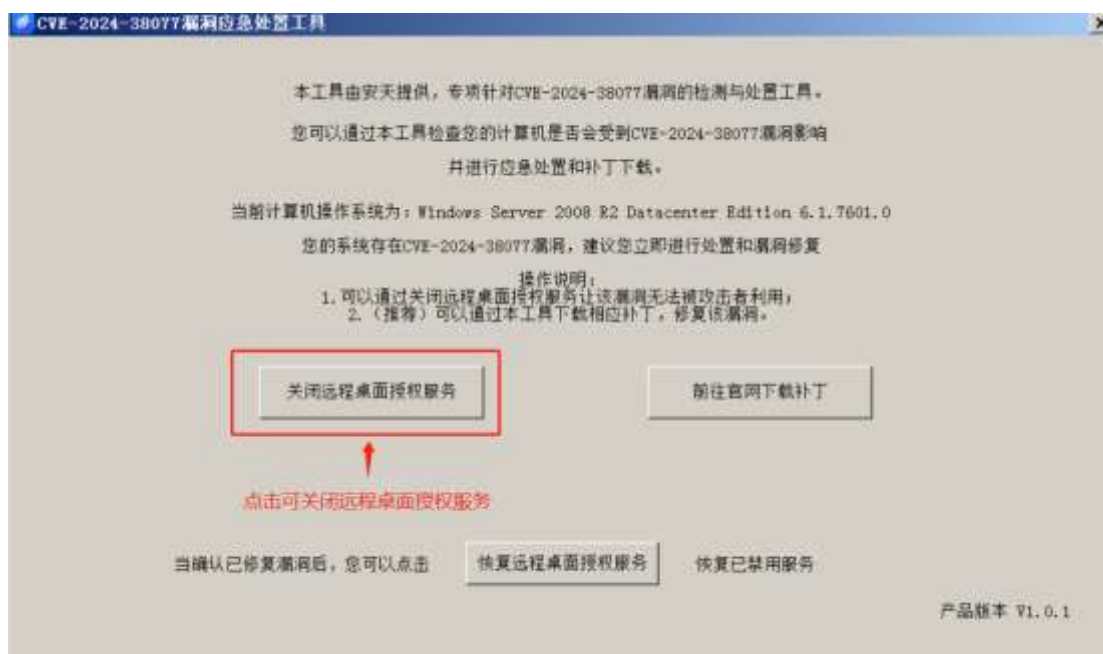 CVE-2024-38077漏洞应急处置工具
本工具由安天提供，专项针对CVE-2024-38077漏洞的检测与处置工具。
您可以通过本工具检查您的计算机是否会受到CVE-2024-38077漏洞影响
并进行应急处置和补丁下载。
当前计算机操作系统为：Windows Server 2008 R2 Datacenter Edition 6.1.7601.0
您的系统存在CVE-2024-38077漏洞，建议您立即进行处置和漏洞修复
操作说明：
1.可以通过关闭远程桌面授权服务让该漏洞无法被攻击者利用；
2.（推荐）可以通过本工具下载相应补丁，修复该漏洞。
关闭远程桌面授权服务
前往官网下载补丁
点击可关闭远程桌面授权服务
当确认已修复漏洞后，您可以点击 恢复远程桌面授权服务 恢复已禁用服务
产品版本 V1.0.1